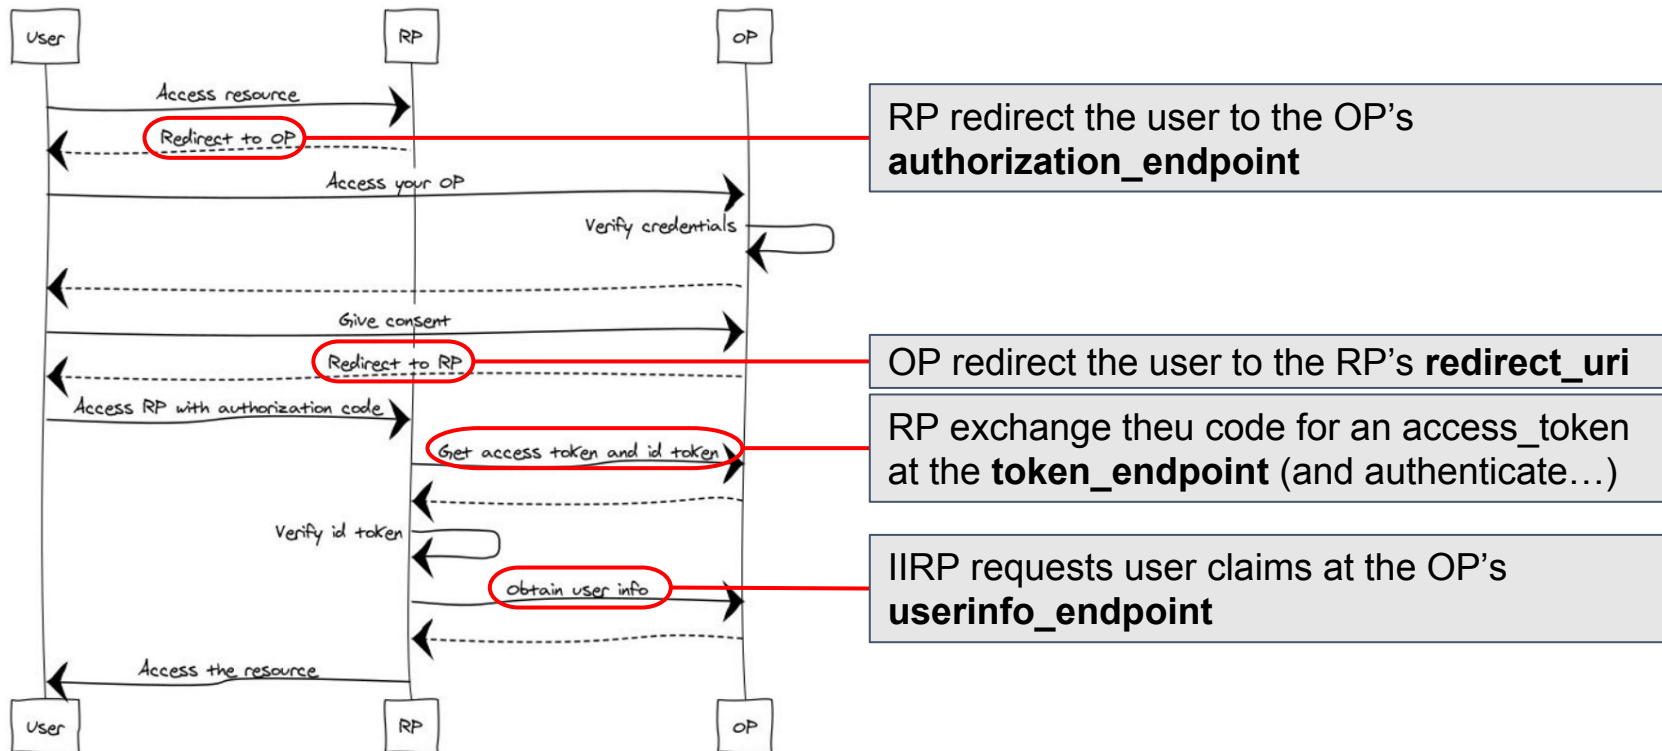 User
RP
OP
Access resource
Redirect to OP
RP redirect the user to the OP's
authorization_endpoint
Access your OP
Verify credentials
Give consent
Redirect to RP
OP redirect the user to the RP's redirect_uri
Access RP with authorization code
Get access token and id token
RP exchange theu code for an access_token
at the token_endpoint (and authenticate…)
Verify id token
Obtain user info
IIRP requests user claims at the OP's
userinfo_endpoint
Access the resource
User
RP
OP